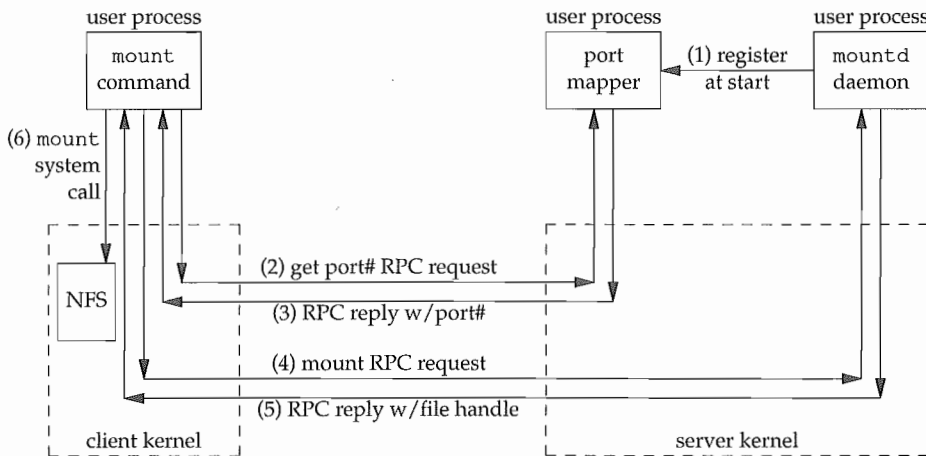 user process
user process
user process
mount
command
port
mapper
(1) register
at start
mountd
daemon
(6) mount
system
call
NFS
(2) get port# RPC request
(3) RPC reply w/port#
(4) mount RPC request
(5) RPC reply w/file handle
client kernel
server kernel